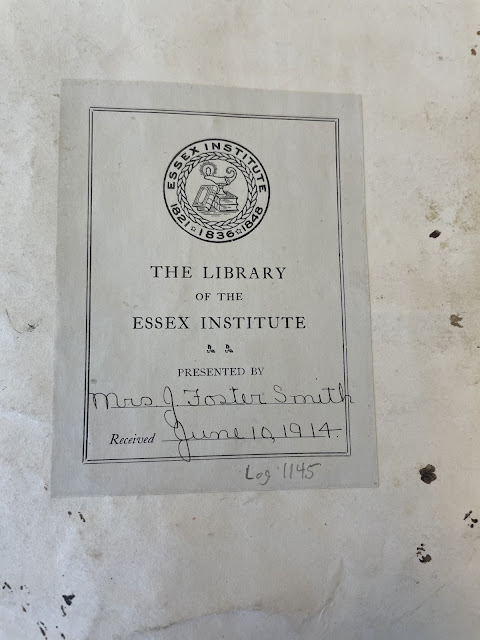 ESSEX INSTITUTE
1821 1836 1848
THE LIBRARY
OF THE
ESSEX INSTITUTE
PRESENTED BY
Mrs J Foster Smith
Received June 10, 1914.
Log 1145